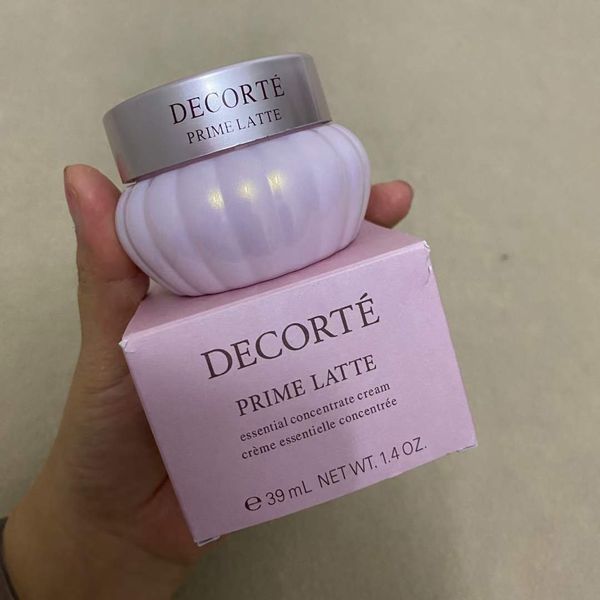 DECORTÉ
PRIME LATTE
DECORTÉ
PRIME LATTE
essential concentrate cream
crème essentielle concentrée
℮ 39 mL NET WT. 1.4 OZ.